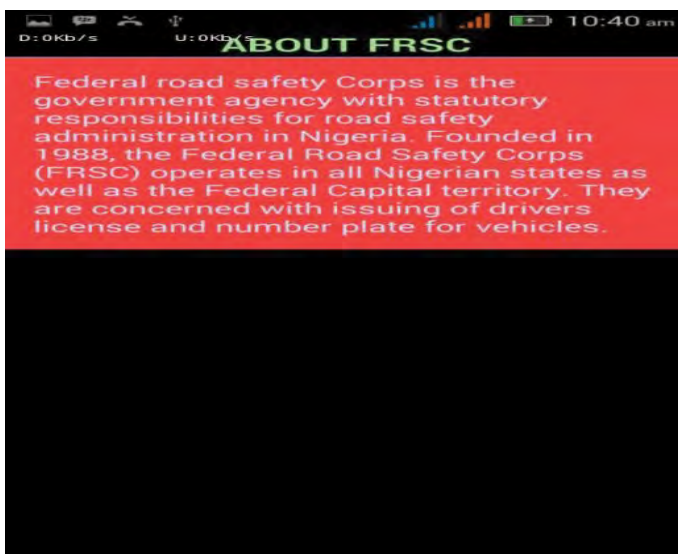 10:40 am
D:0Kb/s U:0Kb/s
ABOUT FRSC
Federal road safety Corps is the
government agency with statutory
responsibilities for road safety
administration in Nigeria. Founded in
1988, the Federal Road Safety Corps
(FRSC) operates in all Nigerian states as
well as the Federal Capital territory. They
are concerned with issuing of drivers
license and number plate for vehicles.